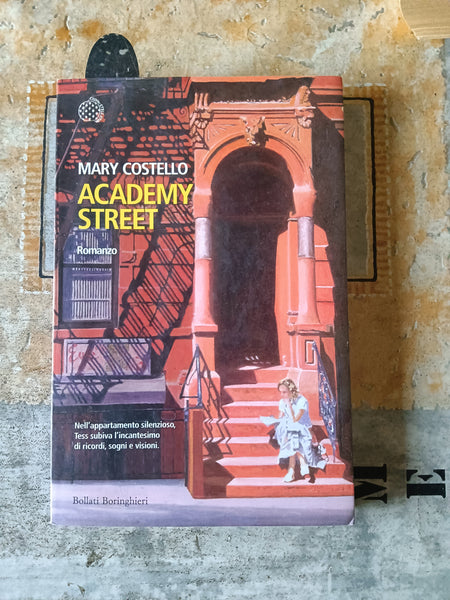 MARY COSTELLO
ACADEMY
STREET
Romanzo
Nell'appartamento silenzioso,
Tess subiva l'incantesimo
di ricordi, sogni e visioni.
Bollati Boringhieri
M
E